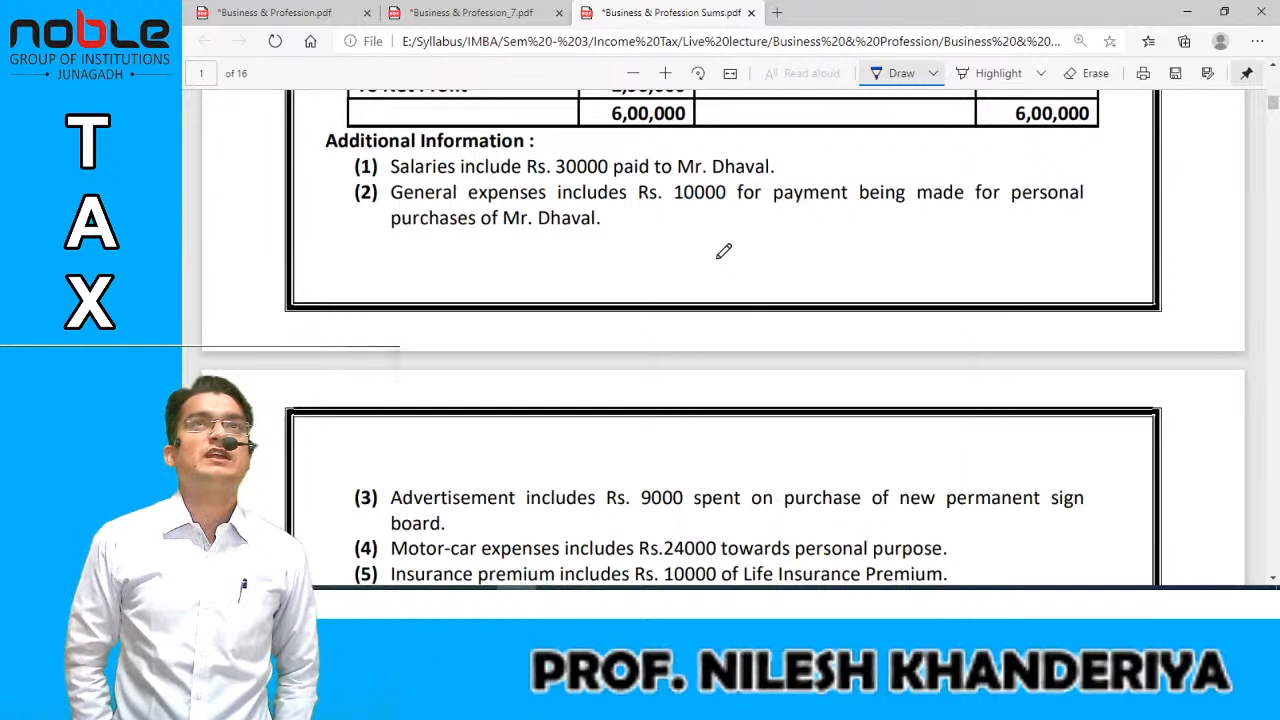 noble
GROUP OF INSTITUTIONS
JUNAGADH
T
A
X
*Business & Profession.pdf
*Business & Profession_7.pdf
*Business & Profession Sums.pdf
File
E:/Syllabus/IMBA/Sem%20-%203/Income%20Tax/Live%20lecture/Business%20&%20Profession/Business%20&%20...
1 of 16
Read aloud
Draw
Highlight
Erase
6,00,000 6,00,000
Additional Information :
(1) Salaries include Rs. 30000 paid to Mr. Dhaval.
(2) General expenses includes Rs. 10000 for payment being made for personal
purchases of Mr. Dhaval.
(3) Advertisement includes Rs. 9000 spent on purchase of new permanent sign
board.
(4) Motor-car expenses includes Rs.24000 towards personal purpose.
(5) Insurance premium includes Rs. 10000 of Life Insurance Premium.
PROF. NILESH KHANDERIYA